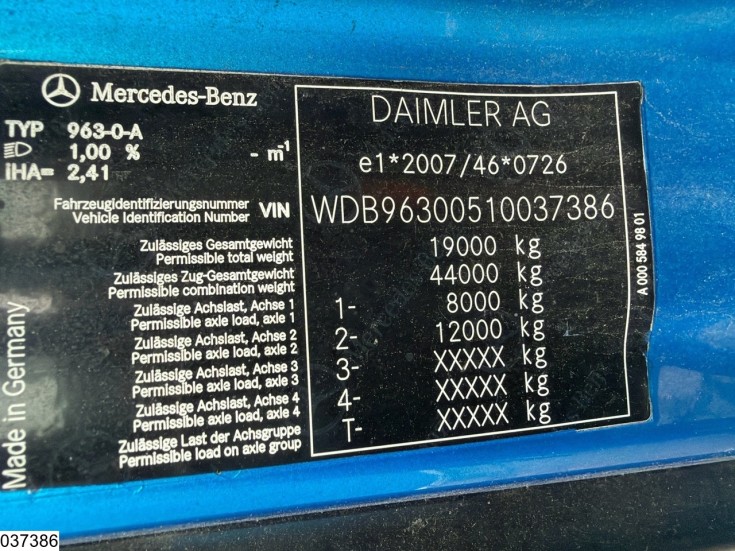 Mercedes-Benz
TYP 963-0-A
1,00 % - m⁻¹
iHA= 2,41
DAIMLER AG
e1*2007/46*0726
Fahrzeugidentifizierungsnummer
Vehicle Identification Number VIN WDB96300510037386
Zulässiges Gesamtgewicht
Permissible total weight 19000 kg
Zulässiges Zug-Gesamtgewicht
Permissible combination weight 44000 kg
Zulässige Achslast, Achse 1
Permissible axle load, axle 1 1- 8000 kg
Zulässige Achslast, Achse 2
Permissible axle load, axle 2 2- 12000 kg
Zulässige Achslast, Achse 3
Permissible axle load, axle 3 3- XXXXX kg
Zulässige Achslast, Achse 4
Permissible axle load, axle 4 4- XXXXX kg
Zulässige Last der Achsgruppe
Permissible load on axle group T- XXXXX kg
Made in Germany
A 000 584 98 01
037386